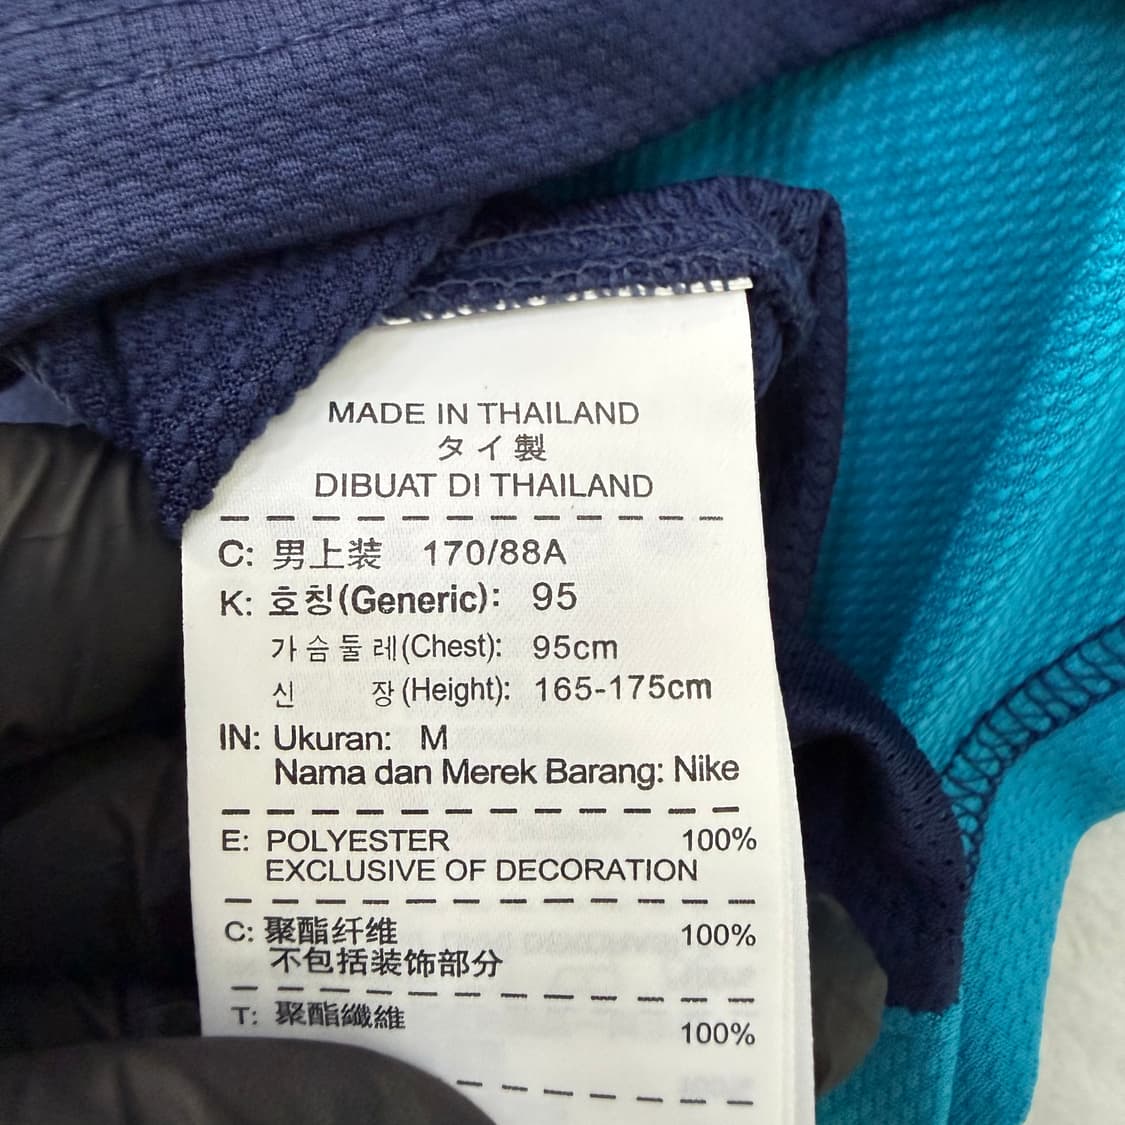 MADE IN THAILAND
タイ製
DIBUAT DI THAILAND
C: 男上装 170/88A
K: 호칭(Generic): 95
가슴둘레(Chest): 95cm
신 장(Height): 165-175cm
IN: Ukuran: M
Nama dan Merek Barang: Nike
E: POLYESTER 100%
EXCLUSIVE OF DECORATION
C: 聚酯纤维 100%
不包括装饰部分
T: 聚酯纖維 100%